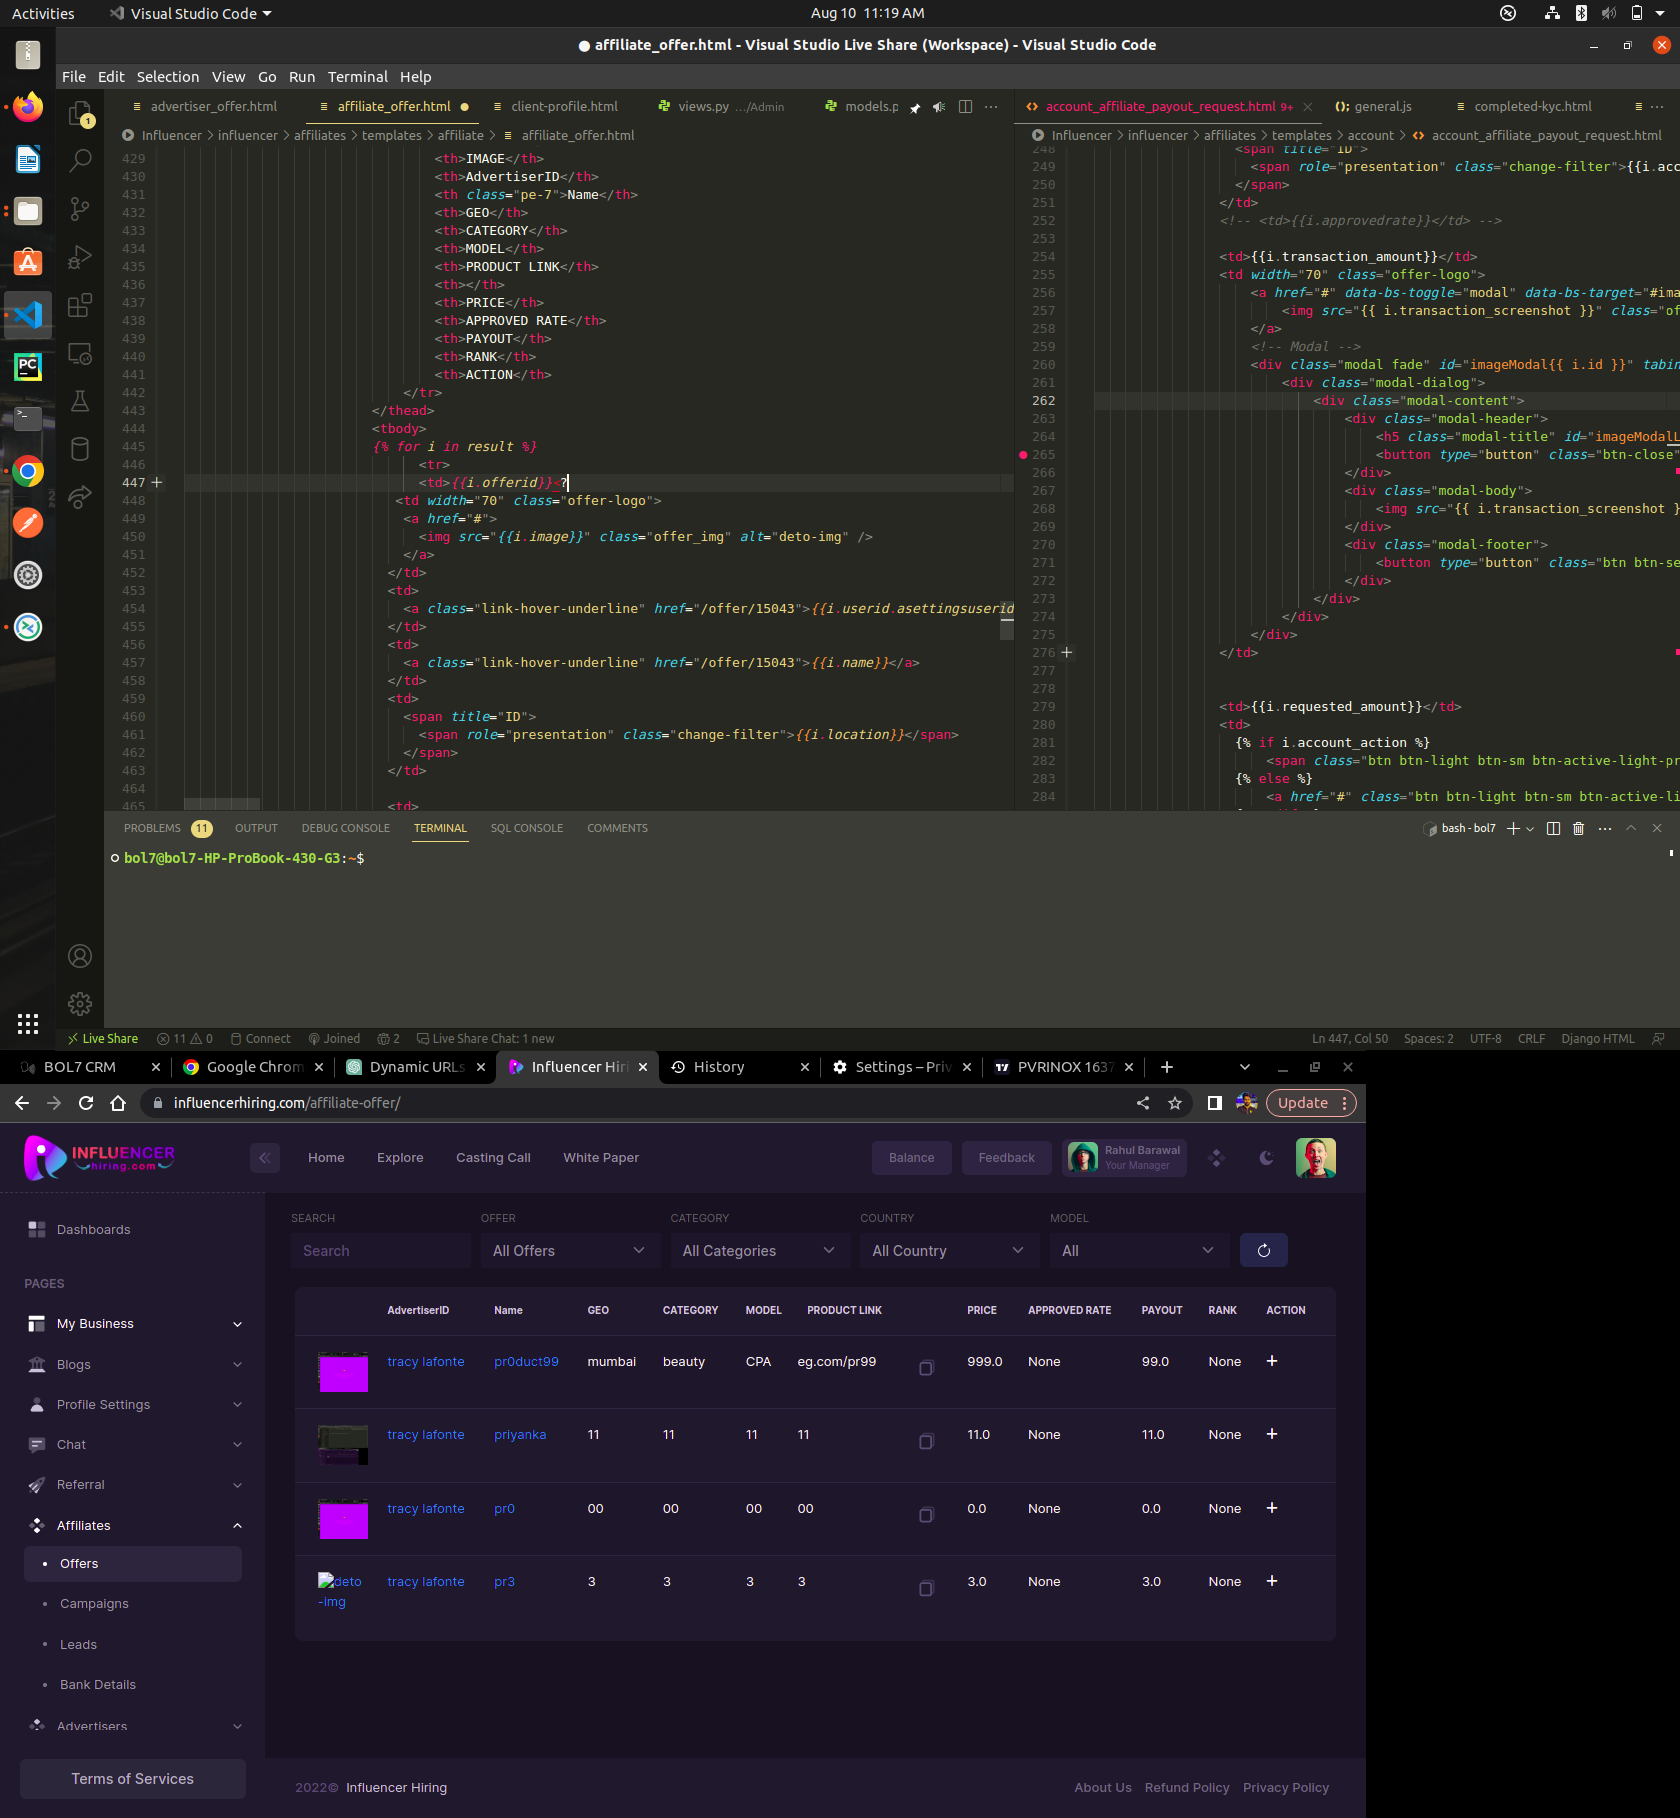 Activities
Visual Studio Code
Aug 10 11:19 AM
● affiliate_offer.html - Visual Studio Live Share (Workspace) - Visual Studio Code
File Edit Selection View Go Run Terminal Help
advertiser_offer.html
affiliate_offer.html
client-profile.html
views.py .../Admin
models.p
Influencer > influencer > affiliates > templates > affiliate > affiliate_offer.html
429 <th>IMAGE</th>
430 <th>AdvertiserID</th>
431 <th class="pe-7">Name</th>
432 <th>GEO</th>
433 <th>CATEGORY</th>
434 <th>MODEL</th>
435 <th>PRODUCT LINK</th>
436 <th></th>
437 <th>PRICE</th>
438 <th>APPROVED RATE</th>
439 <th>PAYOUT</th>
440 <th>RANK</th>
441 <th>ACTION</th>
442 </tr>
443 </thead>
444 <tbody>
445 {% for i in result %}
446 <tr>
447 <td>{{i.offerid}}<?
448 <td width="70" class="offer-logo">
449 <a href="#">
450 <img src="{{i.image}}" class="offer_img" alt="deto-img" />
451 </a>
452 </td>
453 <td>
454 <a class="link-hover-underline" href="/offer/15043">{{i.userid.asettingsuserid
455 </td>
456 <td>
457 <a class="link-hover-underline" href="/offer/15043">{{i.name}}</a>
458 </td>
459 <td>
460 <span title="ID">
461 <span role="presentation" class="change-filter">{{i.location}}</span>
462 </span>
463 </td>
464
465 <td>
account_affiliate_payout_request.html 9+
general.js
completed-kyc.html
Influencer > influencer > affiliates > templates > account > account_affiliate_payout_request.html
248 <span title="ID">
249 <span role="presentation" class="change-filter">{{i.acc
250 </span>
251 </td>
252 <!-- <td>{{i.approvedrate}}</td> -->
253
254 <td>{{i.transaction_amount}}</td>
255 <td width="70" class="offer-logo">
256 <a href="#" data-bs-toggle="modal" data-bs-target="#ima
257 <img src="{{ i.transaction_screenshot }}" class="of
258 </a>
259 <!-- Modal -->
260 <div class="modal fade" id="imageModal{{ i.id }}" tabin
261 <div class="modal-dialog">
262 <div class="modal-content">
263 <div class="modal-header">
264 <h5 class="modal-title" id="imageModalL
265 <button type="button" class="btn-close"
266 </div>
267 <div class="modal-body">
268 <img src="{{ i.transaction_screenshot }
269 </div>
270 <div class="modal-footer">
271 <button type="button" class="btn btn-se
272 </div>
273 </div>
274 </div>
275 </div>
276 </td>
277
278
279 <td>{{i.requested_amount}}</td>
280 <td>
281 {% if i.account_action %}
282 <span class="btn btn-light btn-sm btn-active-light-pr
283 {% else %}
284 <a href="#" class="btn btn-light btn-sm btn-active-li
PROBLEMS 11 OUTPUT DEBUG CONSOLE TERMINAL SQL CONSOLE COMMENTS
bash - bol7
bol7@bol7-HP-ProBook-430-G3:~$
Live Share 11 0 Connect Joined 2 Live Share Chat: 1 new
Ln 447, Col 50 Spaces: 2 UTF-8 CRLF Django HTML
BOL7 CRM
Google Chrom
Dynamic URLs
Influencer Hiri
History
Settings – Priv
PVRINOX 1637
influencerhiring.com/affiliate-offer/
Update
INFLUENCER
hiring.com
Home Explore Casting Call White Paper
Balance
Feedback
Rahul Barawal
Your Manager
Dashboards
PAGES
My Business
Blogs
Profile Settings
Chat
Referral
Affiliates
Offers
Campaigns
Leads
Bank Details
Advertisers
Terms of Services
SEARCH OFFER CATEGORY COUNTRY MODEL
Search All Offers All Categories All Country All
AdvertiserID Name GEO CATEGORY MODEL PRODUCT LINK PRICE APPROVED RATE PAYOUT RANK ACTION
tracy lafonte pr0duct99 mumbai beauty CPA eg.com/pr99 999.0 None 99.0 None +
tracy lafonte priyanka 11 11 11 11 11.0 None 11.0 None +
tracy lafonte pr0 00 00 00 00 0.0 None 0.0 None +
deto-img tracy lafonte pr3 3 3 3 3 3.0 None 3.0 None +
2022© Influencer Hiring
About Us Refund Policy Privacy Policy